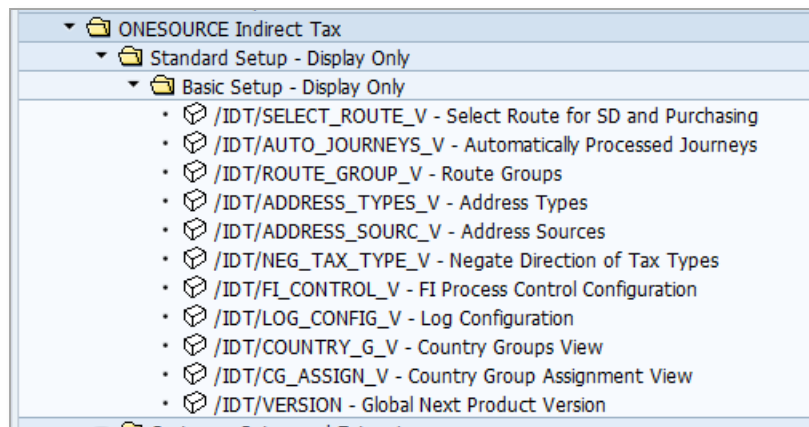 ONESOURCE Indirect Tax
Standard Setup - Display Only
Basic Setup - Display Only
/IDT/SELECT_ROUTE_V - Select Route for SD and Purchasing
/IDT/AUTO_JOURNEYS_V - Automatically Processed Journeys
/IDT/ROUTE_GROUP_V - Route Groups
/IDT/ADDRESS_TYPES_V - Address Types
/IDT/ADDRESS_SOURC_V - Address Sources
/IDT/NEG_TAX_TYPE_V - Negate Direction of Tax Types
/IDT/FI_CONTROL_V - FI Process Control Configuration
/IDT/LOG_CONFIG_V - Log Configuration
/IDT/COUNTRY_G_V - Country Groups View
/IDT/CG_ASSIGN_V - Country Group Assignment View
/IDT/VERSION - Global Next Product Version